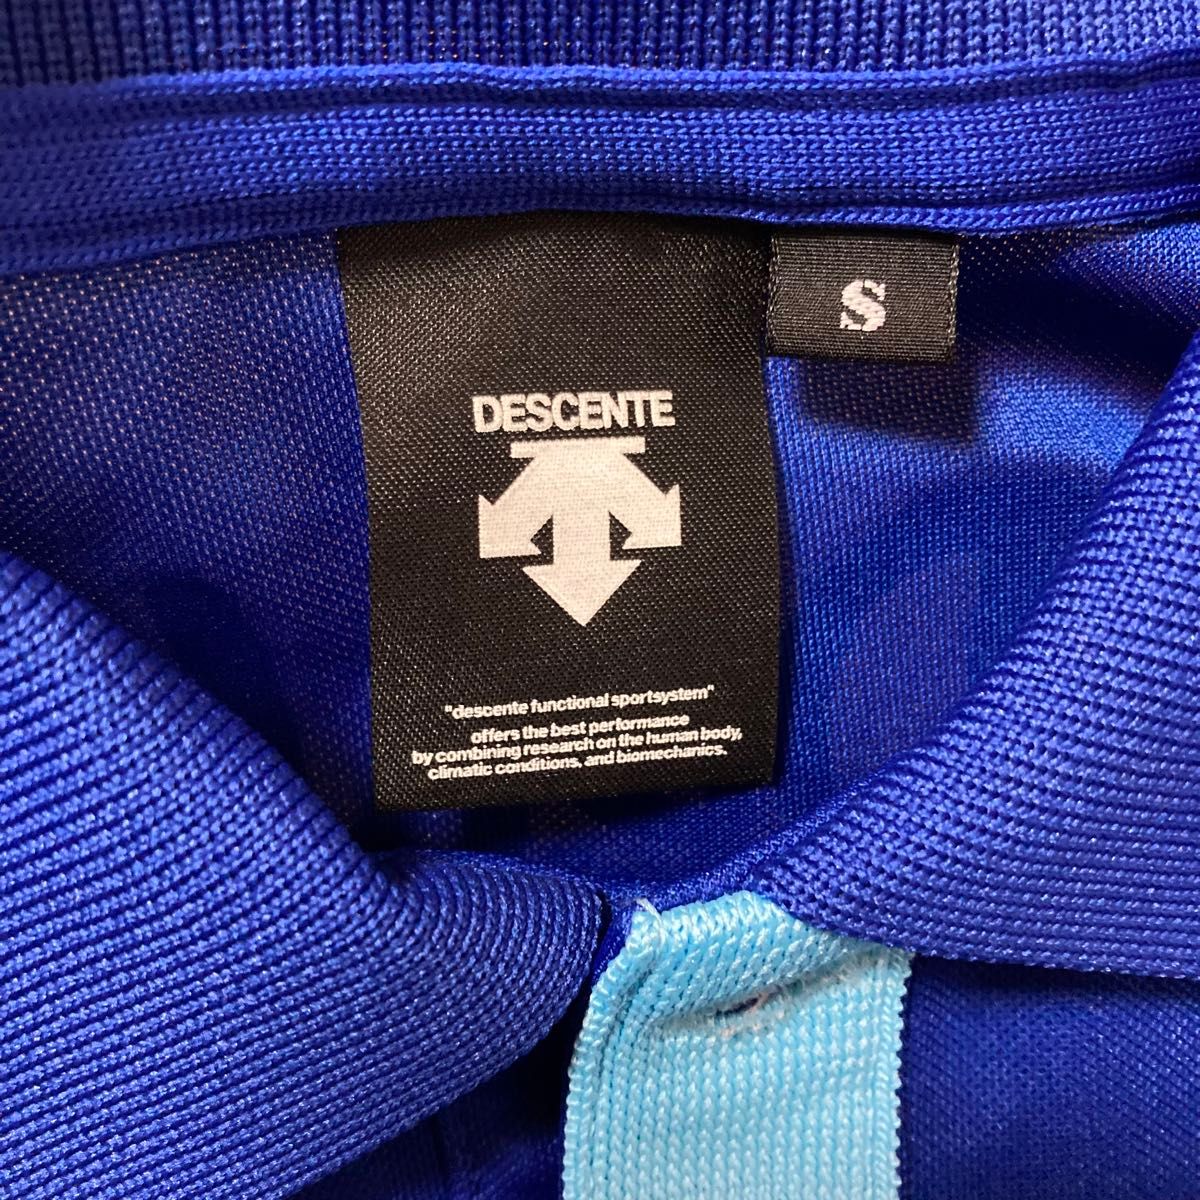 S
DESCENTE
"descente functional sportsystem"
offers the best performance
by combining research on the human body,
climatic conditions, and biomechanics.